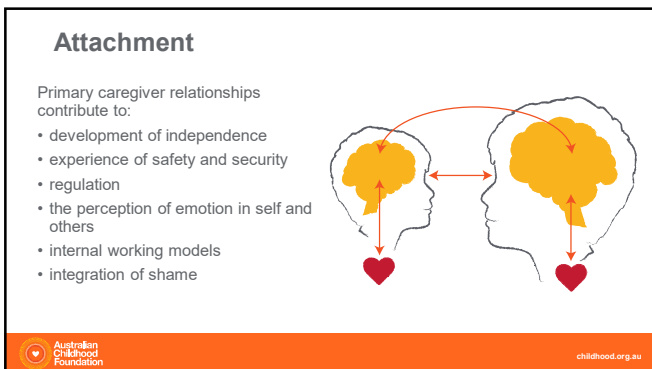 Attachment
Primary caregiver relationships
contribute to:
• development of independence
• experience of safety and security
• regulation
• the perception of emotion in self and
others
• internal working models
• integration of shame
Australian
Childhood
Foundation
childhood.org.au